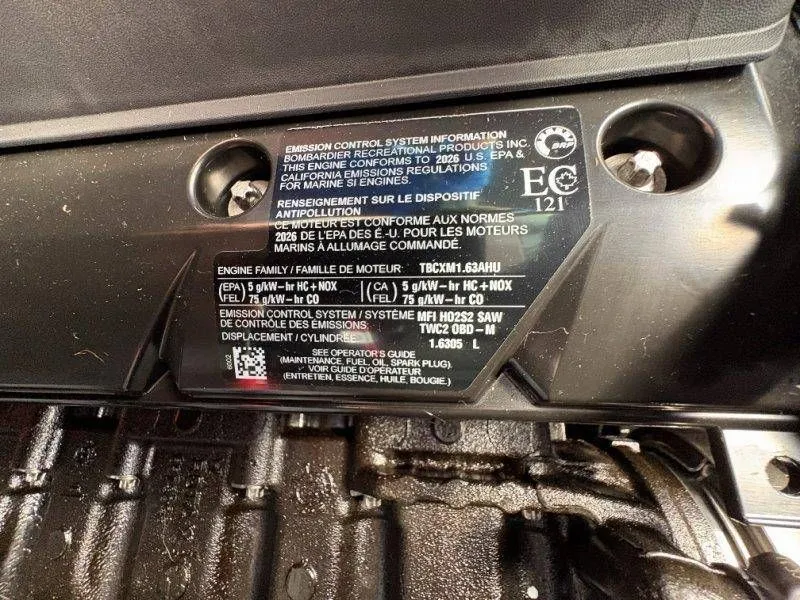 EMISSION CONTROL SYSTEM INFORMATION
BOMBARDIER RECREATIONAL PRODUCTS INC.
THIS ENGINE CONFORMS TO 2026 U.S. EPA &
CALIFORNIA EMISSIONS REGULATIONS
FOR MARINE SI ENGINES.
BRP
EC
121
RENSEIGNEMENT SUR LE DISPOSITIF
ANTIPOLLUTION
CE MOTEUR EST CONFORME AUX NORMES
2026 DE L'EPA DES É.-U. POUR LES MOTEURS
MARINS À ALLUMAGE COMMANDÉ.
ENGINE FAMILY / FAMILLE DE MOTEUR: TBCXM1.63AHU
(EPA) 5 g/kW-hr HC+NOX (CA) 5 g/kW-hr HC+NOX
FEL) 75 g/kW-hr CO FEL) 75 g/kW-hr CO
EMISSION CONTROL SYSTEM / SYSTÈME MFI HO2S2 SAW
DE CONTRÔLE DES ÉMISSIONS: TWC2 OBD-M
DISPLACEMENT / CYLINDRÉE: 1.6305 L
SEE OPERATOR'S GUIDE
(MAINTENANCE, FUEL, OIL, SPARK PLUG).
VOIR GUIDE D'OPÉRATEUR
(ENTRETIEN, ESSENCE, HUILE, BOUGIE.)